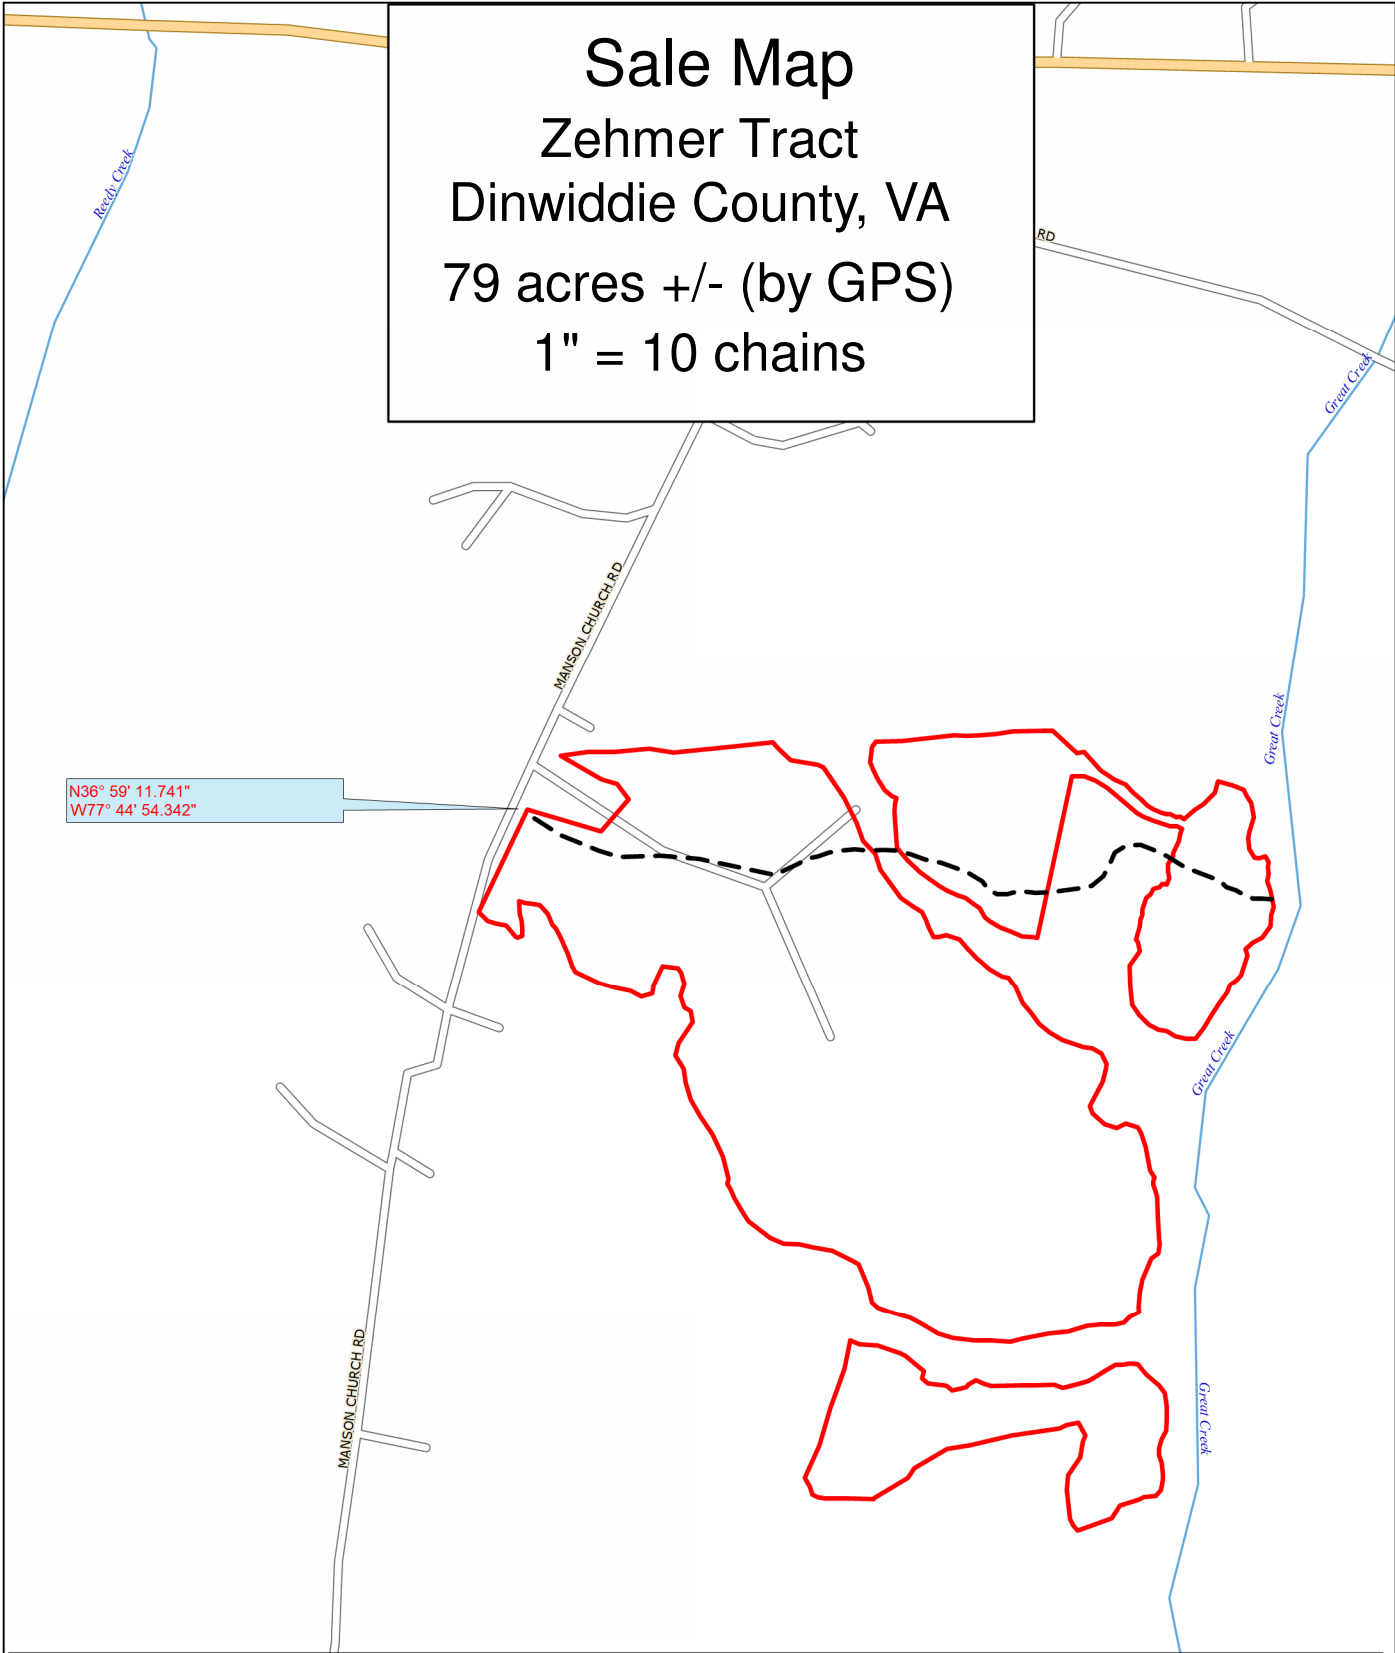 Sale Map
Zehmer Tract
Dinwiddie County, VA
79 acres +/- (by GPS)
1" = 10 chains
Reedy Creek
RD
Great Creek
MANSON CHURCH RD
Great Creek
N36° 59' 11.741"
W77° 44' 54.342"
Great Creek
MANSON CHURCH RD
Great Creek